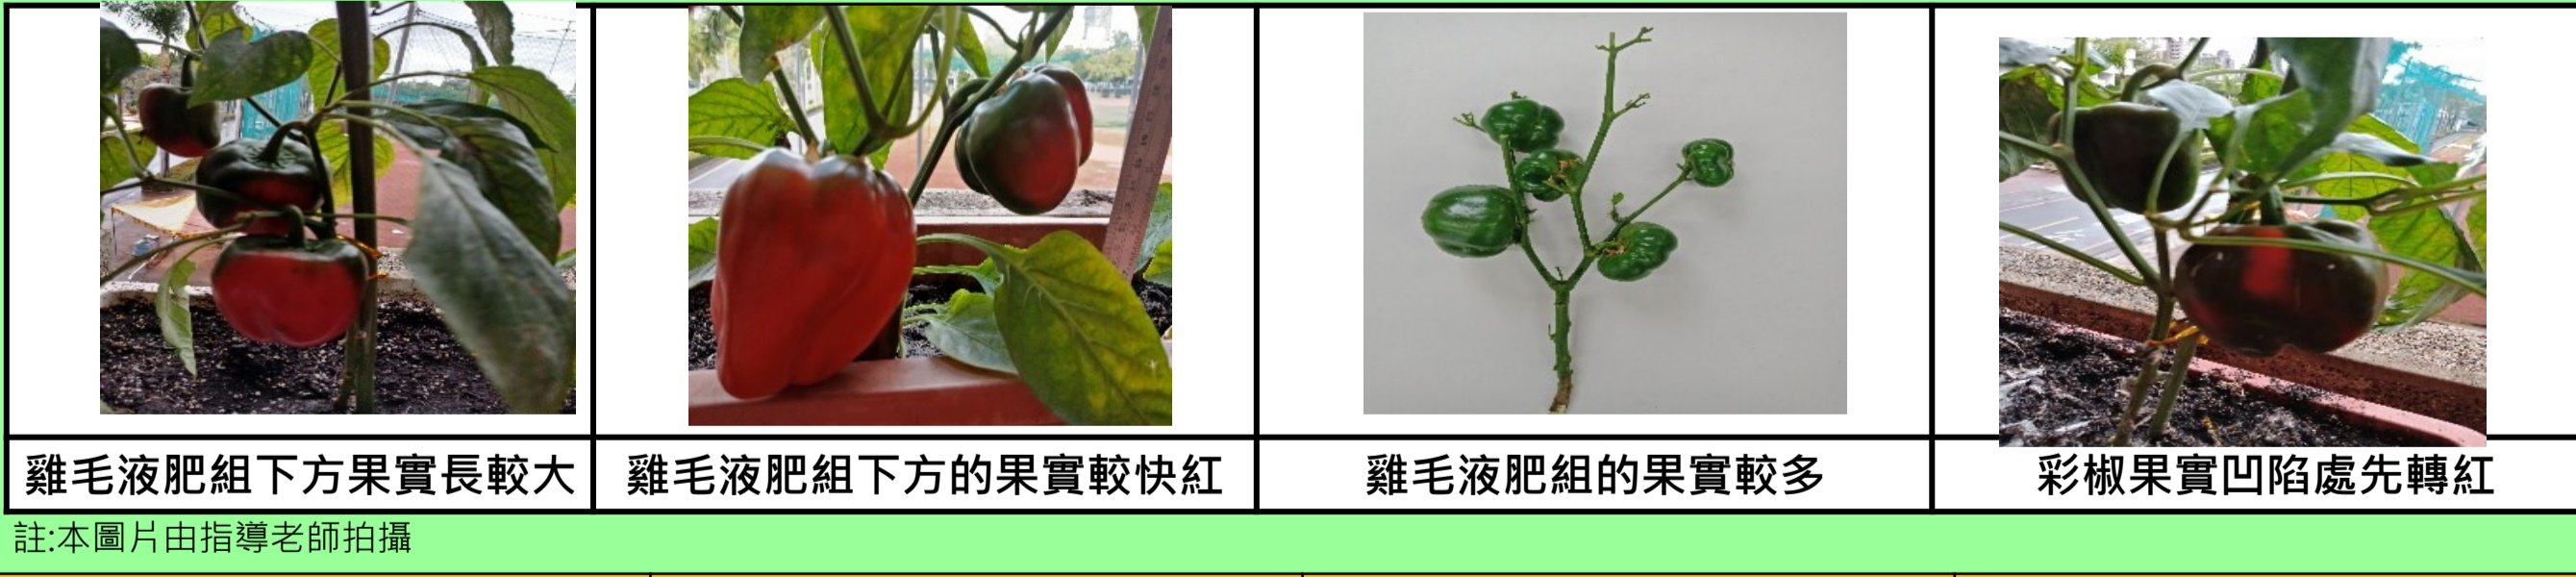 雞毛液肥組下方果實長較大
雞毛液肥組下方的果實較快紅
雞毛液肥組的果實較多
彩椒果實凹陷處先轉紅
註:本圖片由指導老師拍攝